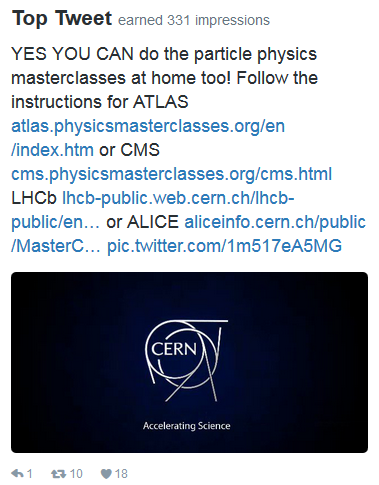 Top Tweet earned 331 impressions
YES YOU CAN do the particle physics
masterclasses at home too! Follow the
instructions for ATLAS
atlas.physicsmasterclasses.org/en
/index.htm or CMS
cms.physicsmasterclasses.org/cms.html
LHCb lhcb-public.web.cern.ch/lhcb-
public/en… or ALICE aliceinfo.cern.ch/public
/MasterC… pic.twitter.com/1m517eA5MG
CERN
Accelerating Science
1 10 18